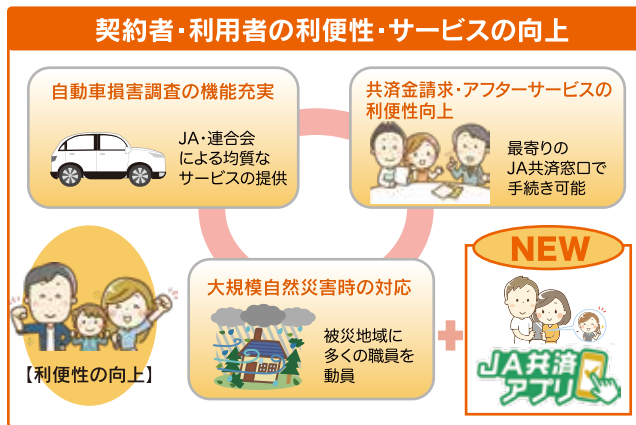 契約者・利用者の利便性・サービスの向上
自動車損害調査の機能充実
JA・連合会
による均質な
サービスの提供
共済金請求・アフターサービスの
利便性向上
最寄りの
JA共済窓口で
手続き可能
【利便性の向上】
大規模自然災害時の対応
被災地域に
多くの職員を
動員
NEW
JA共済
アプリ